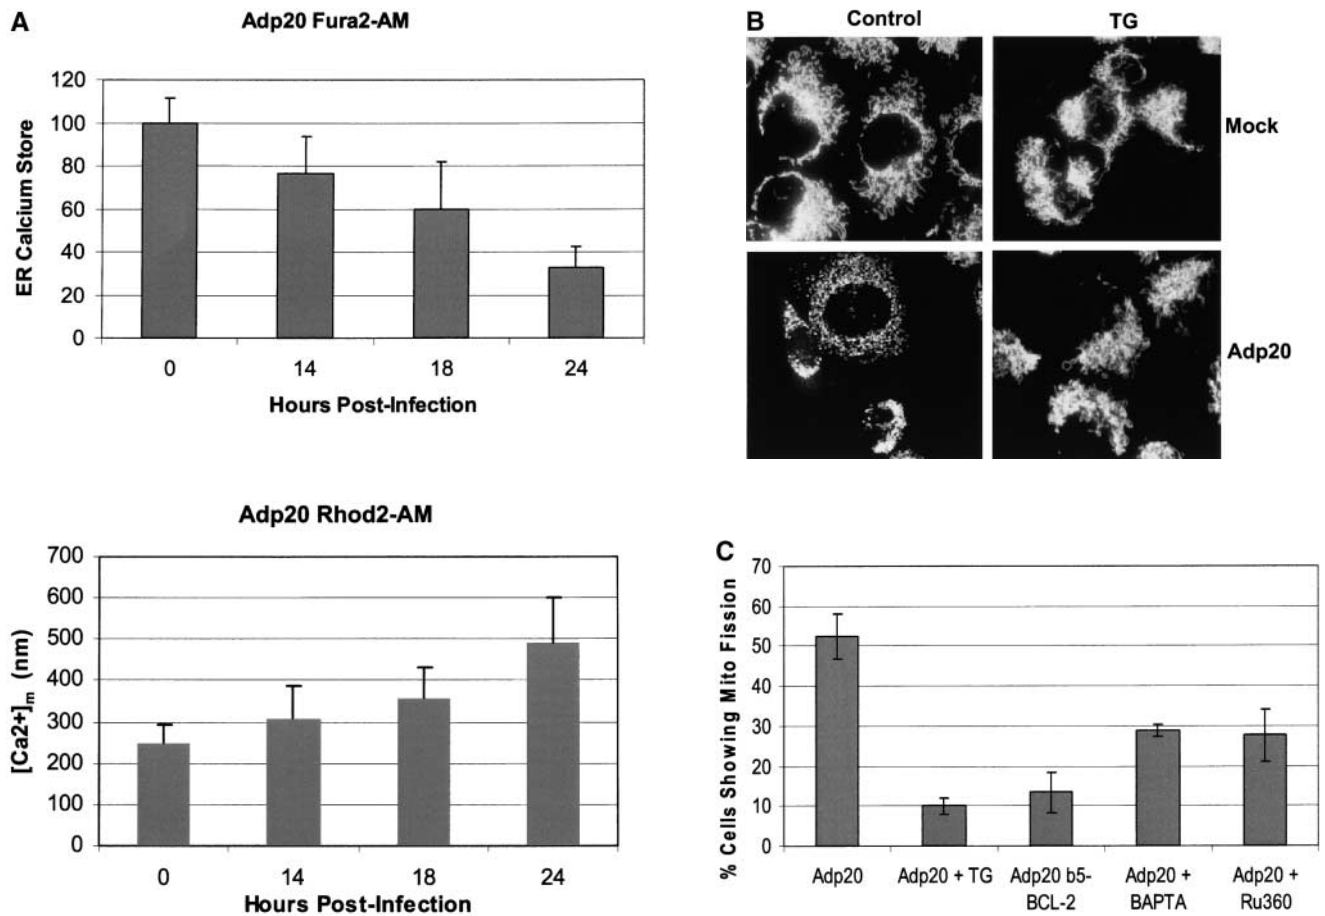 A
Adp20 Fura2-AM
120
100
80
60
40
20
0
ER Calcium Store
0 14 18 24
Hours Post-Infection
Adp20 Rhod2-AM
700
600
500
400
300
200
100
0
[Ca2+]m (nm)
0 14 18 24
Hours Post-Infection
B
Control TG
Mock
Adp20
C
70
60
50
40
30
20
10
0
% Cells Showing Mito Fission
Adp20 Adp20 + TG Adp20 b5- Adp20 + Adp20 +
BCL-2 BAPTA Ru360